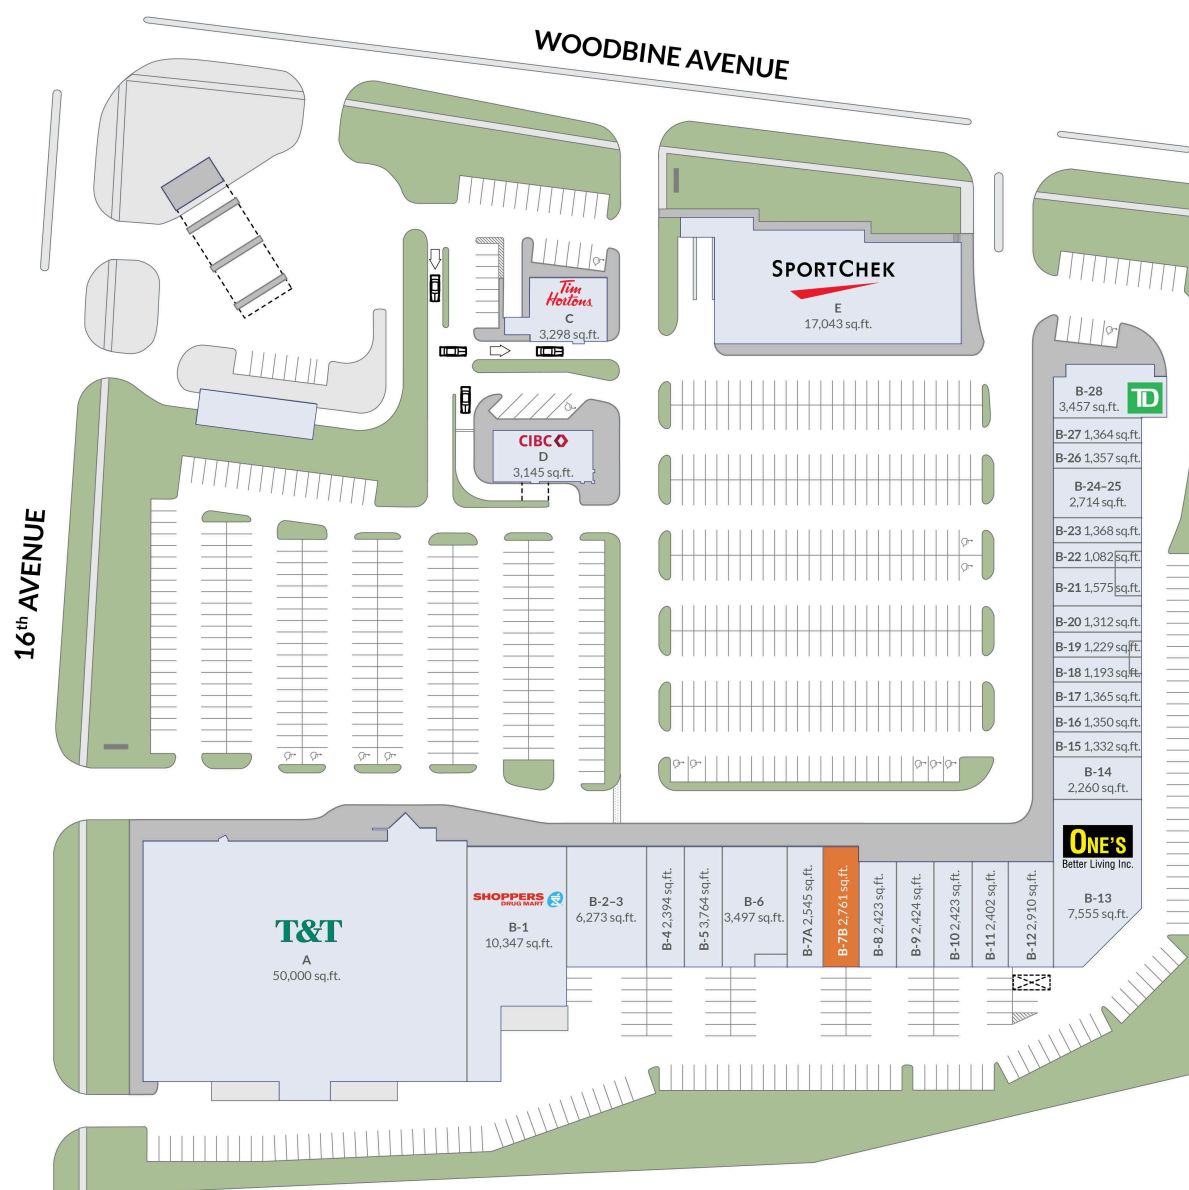 WOODBINE AVENUE
16th AVENUE
SPORTCHEK
E
17,043 sq.ft.
Tim
Hortons
C
3,298 sq.ft.
CIBC
D
3,145 sq.ft.
B-28
3,457 sq.ft.
TD
B-27 1,364 sq.ft.
B-26 1,357 sq.ft.
B-24–25
2,714 sq.ft.
B-23 1,368 sq.ft.
B-22 1,082 sq.ft.
B-21 1,575 sq.ft.
B-20 1,312 sq.ft.
B-19 1,229 sq.ft.
B-18 1,193 sq.ft.
B-17 1,365 sq.ft.
B-16 1,350 sq.ft.
B-15 1,332 sq.ft.
B-14
2,260 sq.ft.
ONE'S
Better Living Inc.
B-13
7,555 sq.ft.
T&T
A
50,000 sq.ft.
SHOPPERS
DRUG MART
B-1
10,347 sq.ft.
B-2–3
6,273 sq.ft.
B-4 2,394 sq.ft.
B-5 3,764 sq.ft.
B-6
3,497 sq.ft.
B-7A 2,545 sq.ft.
B-7B 2,761 sq.ft.
B-8 2,423 sq.ft.
B-9 2,424 sq.ft.
B-10 2,423 sq.ft.
B-11 2,402 sq.ft.
B-12 2,910 sq.ft.